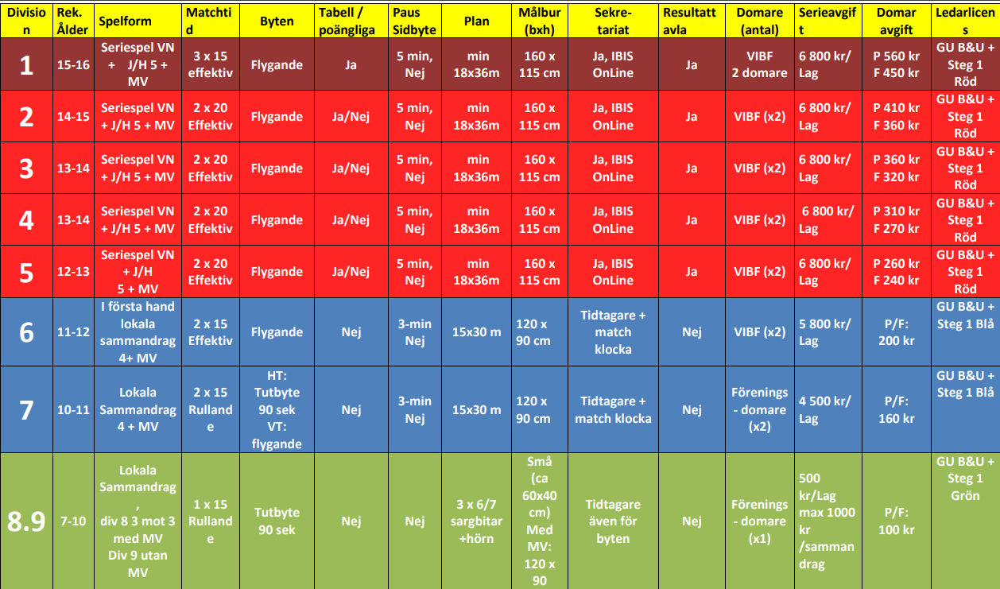 Divisio
n
Rek.
Ålder
Spelform
Matchti
d
Byten
Tabell /
poängliga
Paus
Sidbyte
Plan
Målbur
(bxh)
Sekre-
tariat
Resultatt
avla
Domare
(antal)
Serieavgif
t
Domar
avgift
Ledarlicen
s
1
15-16
Seriespel VN
+ J/H 5 +
MV
3 x 15
effektiv
Flygande
Ja
5 min,
Nej
min
18x36m
160 x
115 cm
Ja, IBIS
OnLine
Ja
VIBF
2 domare
6 800 kr/
Lag
P 560 kr
F 450 kr
GU B&U +
Steg 1
Röd
2
14-15
Seriespel VN
+ J/H 5 + MV
2 x 20
Effektiv
Flygande
Ja/Nej
5 min,
Nej
min
18x36m
160 x
115 cm
Ja, IBIS
OnLine
Ja
VIBF (x2)
6 800 kr/
Lag
P 410 kr
F 360 kr
GU B&U +
Steg 1
Röd
3
13-14
Seriespel VN
+ J/H 5 + MV
2 x 20
Effektiv
Flygande
Ja/Nej
5 min,
Nej
min
18x36m
160 x
115 cm
Ja, IBIS
OnLine
Ja
VIBF (x2)
6 800 kr/
Lag
P 360 kr
F 320 kr
GU B&U +
Steg 1
Röd
4
13-14
Seriespel VN
+ J/H 5 + MV
2 x 20
Effektiv
Flygande
Ja/Nej
5 min,
Nej
min
18x36m
160 x
115 cm
Ja, IBIS
OnLine
Ja
VIBF (x2)
6 800 kr/
Lag
P 310 kr
F 270 kr
GU B&U +
Steg 1
Röd
5
12-13
Seriespel VN
+ J/H
5 + MV
2 x 20
Effektiv
Flygande
Ja/Nej
5 min,
Nej
min
18x36m
160 x
115 cm
Ja, IBIS
OnLine
Ja
VIBF (x2)
6 800 kr/
Lag
P 260 kr
F 240 kr
GU B&U +
Steg 1
Röd
6
11-12
I första hand
lokala
sammandrag
4+ MV
2 x 15
Effektiv
Flygande
Nej
3-min
Nej
15x30 m
120 x
90 cm
Tidtagare +
match
klocka
Nej
VIBF (x2)
5 800 kr/
Lag
P/F:
200 kr
GU B&U +
Steg 1 Blå
7
10-11
Lokala
Sammandrag
4 + MV
2 x 15
Rulland
e
HT:
Tutbyte
90 sek
VT:
flygande
Nej
3-min
Nej
15x30 m
120 x
90 cm
Tidtagare +
match klocka
Nej
Förenings
- domare
(x2)
4 500 kr/
Lag
P/F:
160 kr
GU B&U +
Steg 1 Blå
8.9
7-10
Lokala
Sammandrag
,
div 8 3 mot 3
med MV
Div 9 utan
MV
1 x 15
Rulland
e
Tutbyte
90 sek
Nej
Nej
3 x 6/7
sargbitar
+hörn
Små
(ca
60x40
cm)
Med
MV:
120 x
90
Tidtagare
även för
byten
Nej
Förenings
- domare
(x1)
500
kr/Lag
max 1000
kr
/samman
drag
P/F:
100 kr
GU B&U +
Steg 1
Grön